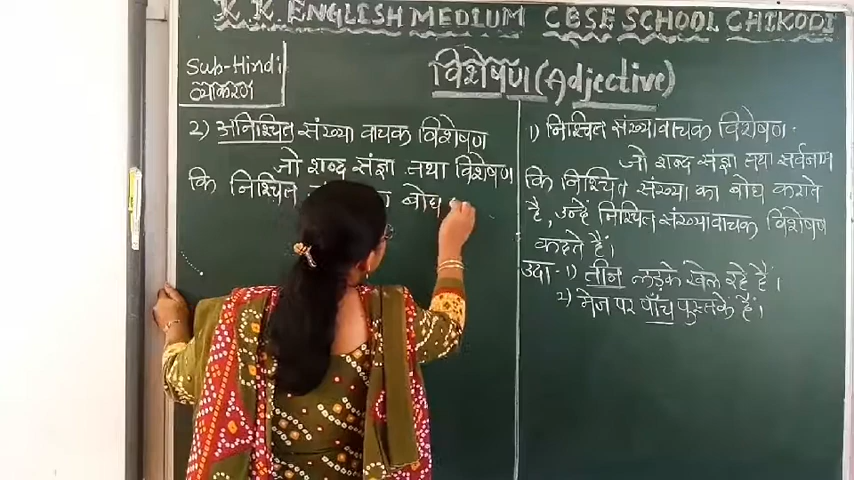 K. K. ENGLISH MEDIUM CBSE SCHOOL CHIKODI
Sub-Hindi
व्याकरण
विशेषण (Adjective)
2) अनिश्चित संख्या वाचक विशेषण
जो शब्द संज्ञा तथा विशेषण
कि निश्चित बोध
1) निश्चित संख्यावाचक विशेषण.
जो शब्द संज्ञा तथा सर्वनाम
कि निश्चित संख्या का बोध कराते
है, उन्हें निश्चित संख्यावाचक विशेषण
कहते हैं।
उदा- 1) तीन लड़के खेल रहे हैं।
2) मेज पर पाँच पुस्तकें हैं।